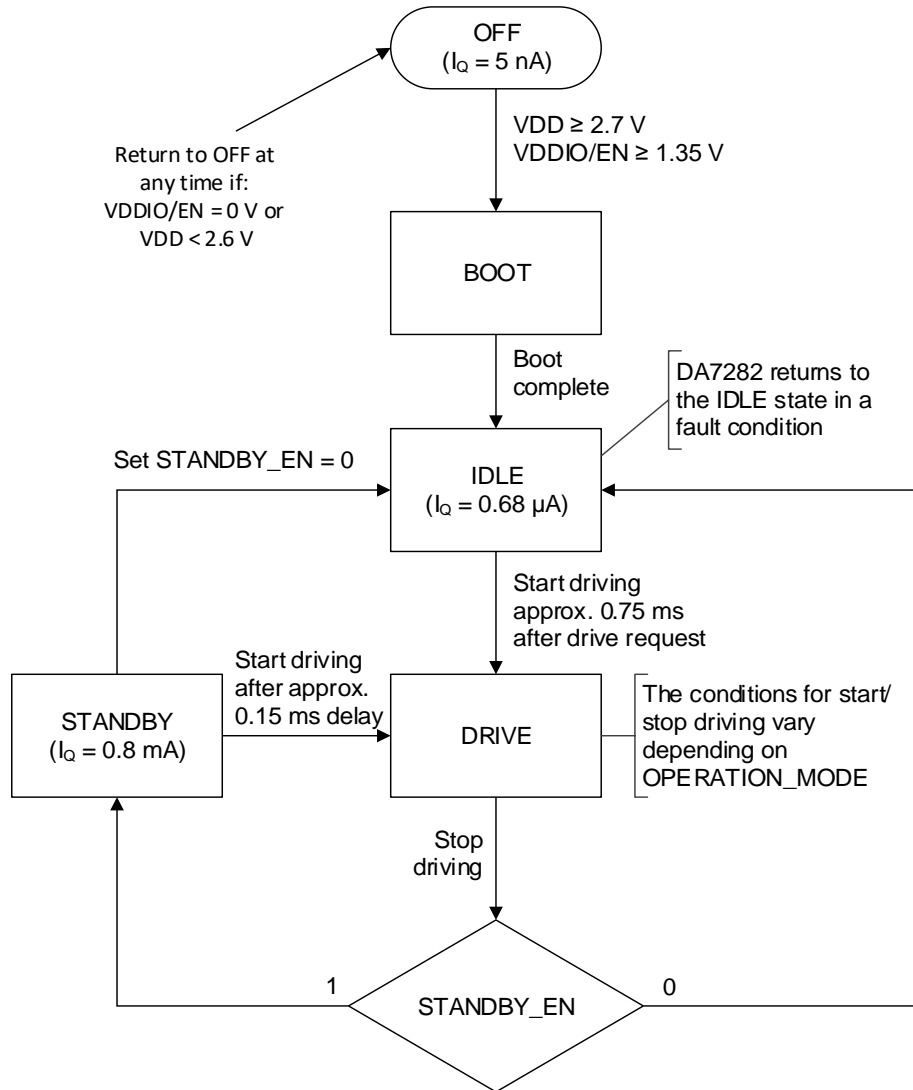 OFF
(I_Q = 5 nA)
VDD ≥ 2.7 V
VDDIO/EN ≥ 1.35 V
Return to OFF at
any time if:
VDDIO/EN = 0 V or
VDD < 2.6 V
BOOT
Boot
complete
DA7282 returns to
the IDLE state in a
fault condition
Set STANDBY_EN = 0
IDLE
(I_Q = 0.68 µA)
Start driving
approx. 0.75 ms
after drive request
Start driving
after approx.
0.15 ms delay
STANDBY
(I_Q = 0.8 mA)
DRIVE
The conditions for start/
stop driving vary
depending on
OPERATION_MODE
Stop
driving
1
STANDBY_EN
0